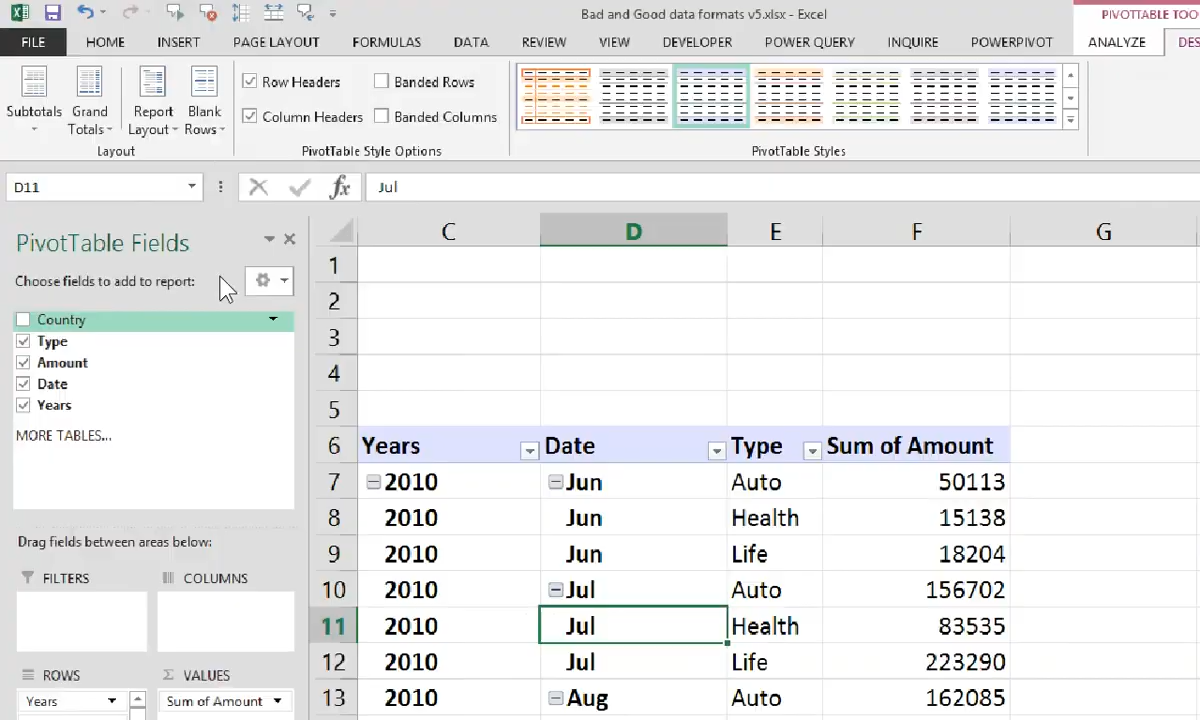 Bad and Good data formats v5.xlsx - Excel
PIVOTTABLE TOO
FILE HOME INSERT PAGE LAYOUT FORMULAS DATA REVIEW VIEW DEVELOPER POWER QUERY INQUIRE POWERPIVOT ANALYZE DES
Subtotals Grand Totals Report Layout Blank Rows
Row Headers Banded Rows
Column Headers Banded Columns
Layout PivotTable Style Options PivotTable Styles
D11 fx Jul
PivotTable Fields
Choose fields to add to report:
Country
Type
Amount
Date
Years
MORE TABLES...
Drag fields between areas below:
FILTERS COLUMNS
ROWS Σ VALUES
Years Sum of Amount
C D E F G
1
2
3
4
5
6 Years Date Type Sum of Amount
7 2010 Jun Auto 50113
8 2010 Jun Health 15138
9 2010 Jun Life 18204
10 2010 Jul Auto 156702
11 2010 Jul Health 83535
12 2010 Jul Life 223290
13 2010 Aug Auto 162085